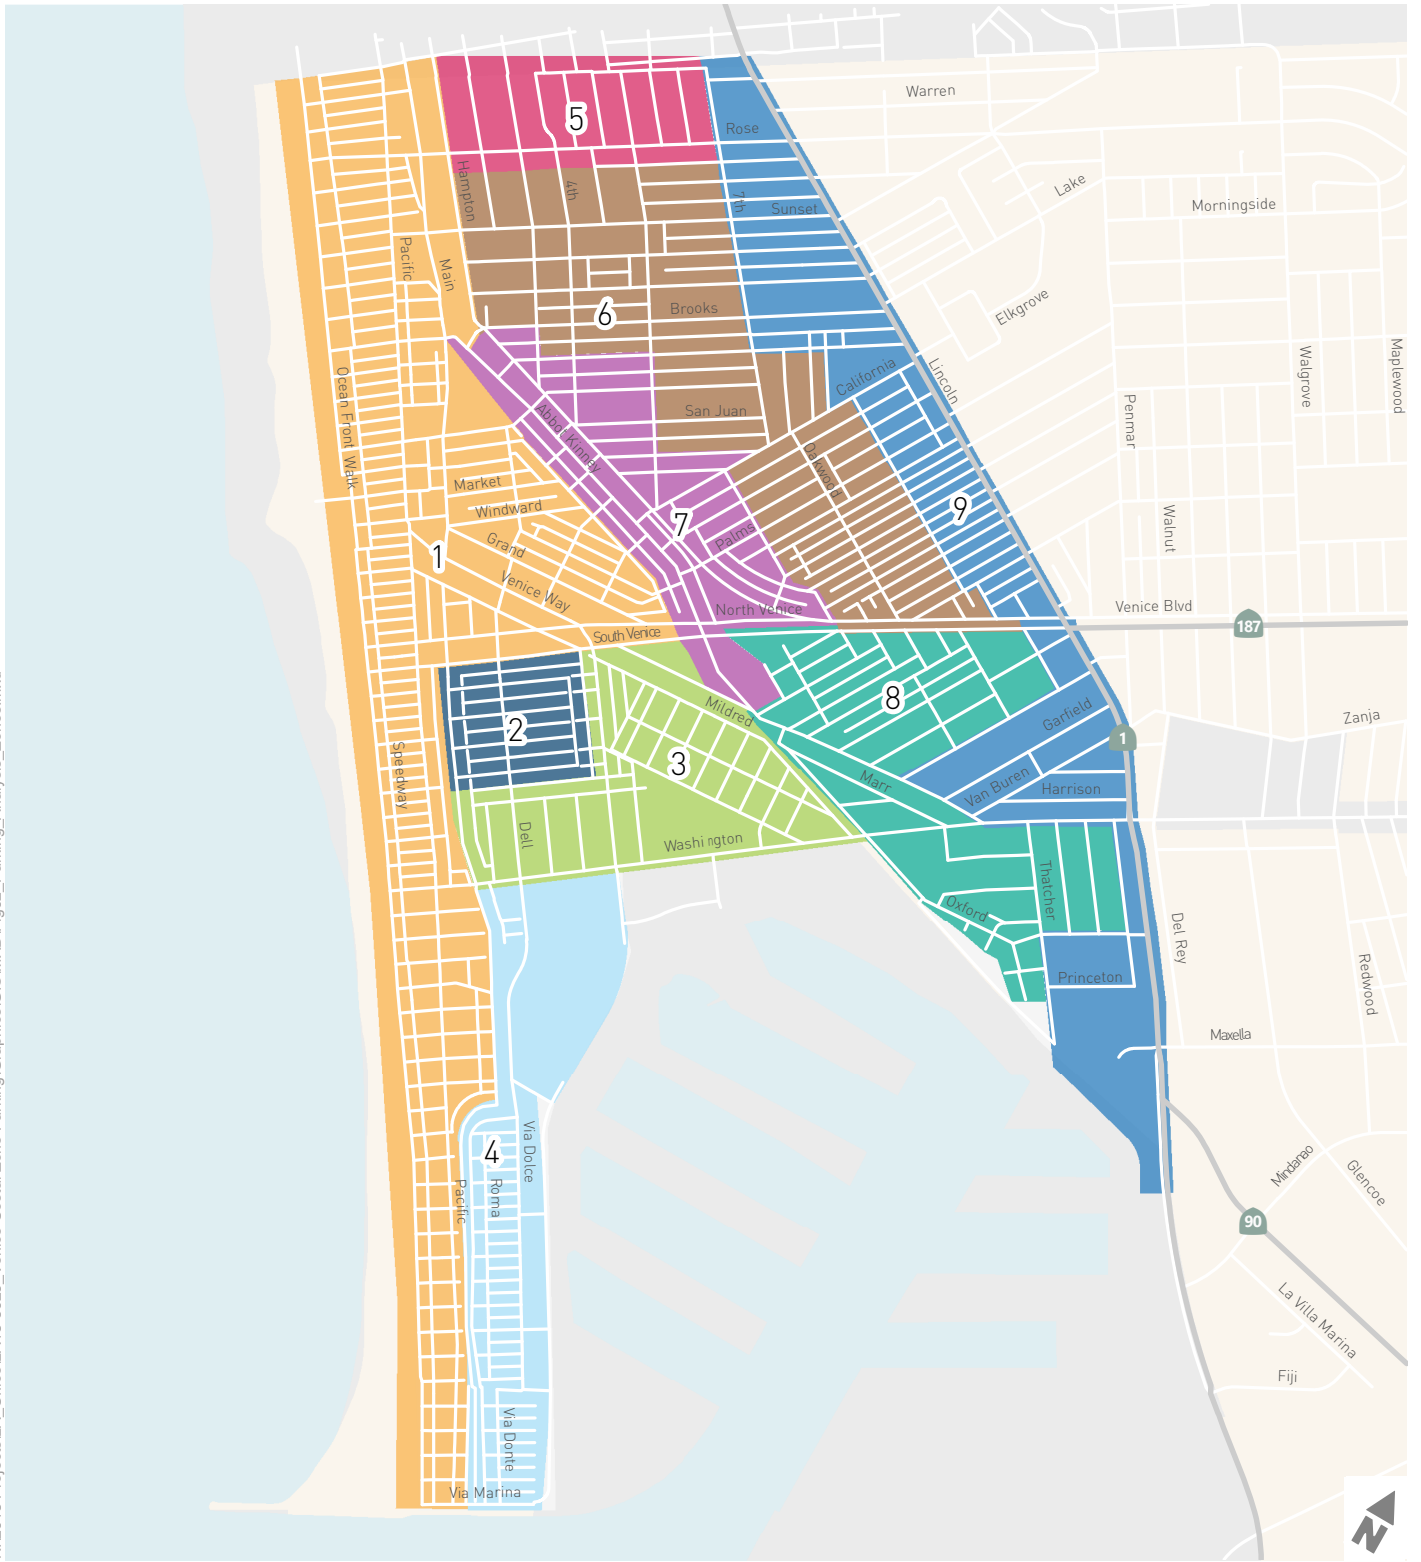 Warren
5
Rose
Hampton
4th
7th
Lake
Sunset
Morningside
Pacific
Main
Elkgrove
6
Brooks
Ocean Front Walk
California
Lincoln
Walgrove
Maplewood
Penmar
San Juan
Abbot Kinney
Oakwood
Market
Windward
9
Walnut
7
Palms
Grand
1
Venice Way
North Venice
Venice Blvd
187
South Venice
8
Mildred
Garfield
Zanja
2
1
3
Speedway
Marr
Van Buren
Harrison
Dell
Washington
Thatcher
Oxford
Del Rey
Princeton
Redwood
Maxella
4
Via Dolce
Mindanao
Glencoe
Pacific
Roma
90
La Villa Marina
Fiji
Via Donte
Via Marina
N